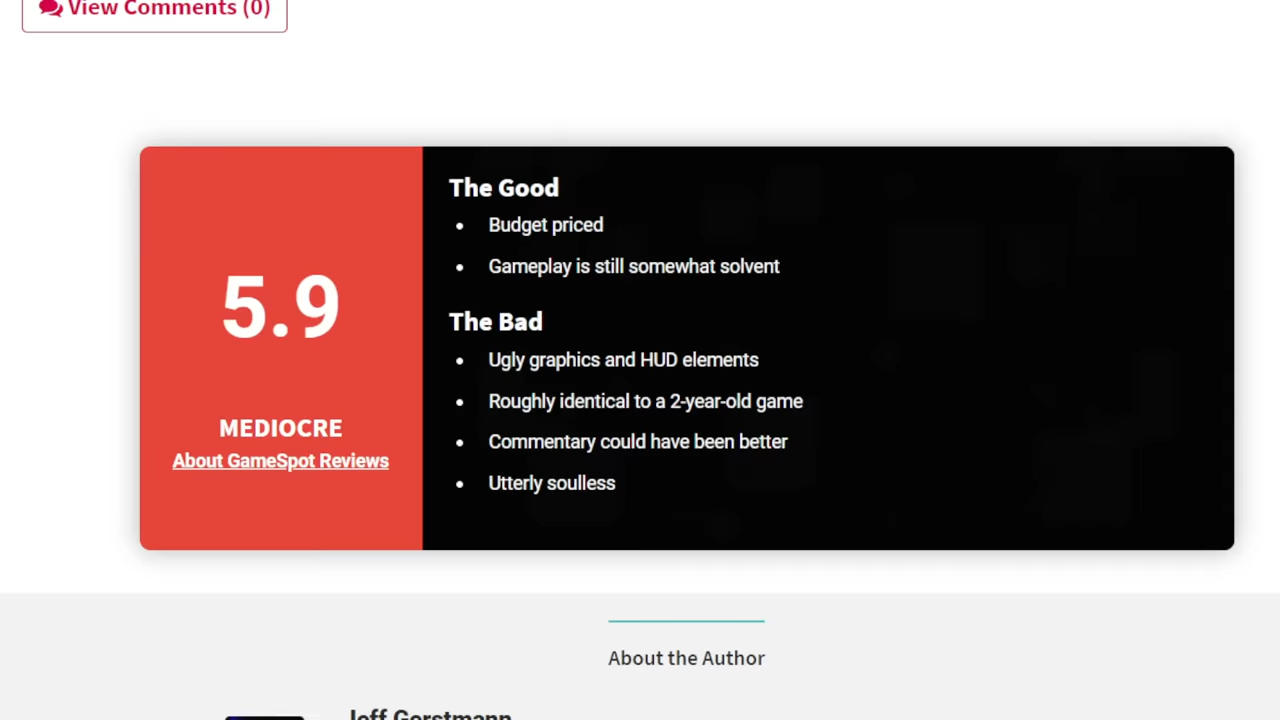 View Comments (0)
5.9
MEDIOCRE
About GameSpot Reviews
The Good
• Budget priced
• Gameplay is still somewhat solvent
The Bad
• Ugly graphics and HUD elements
• Roughly identical to a 2-year-old game
• Commentary could have been better
• Utterly soulless
About the Author
Jeff Gerstmann